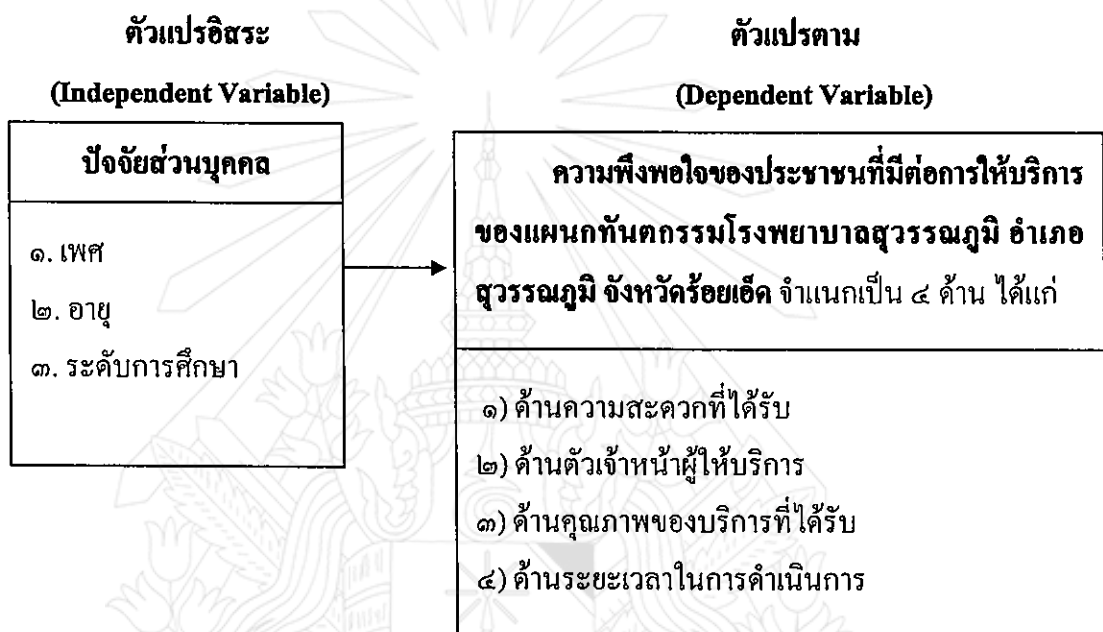 ตัวแปรอิสระ
(Independent Variable)
ปัจจัยส่วนบุคคล
๑. เพศ
๒. อายุ
๓. ระดับการศึกษา
ตัวแปรตาม
(Dependent Variable)
ความพึงพอใจของประชาชนที่มีต่อการให้บริการ
ของแผนกทันตกรรมโรงพยาบาลสุวรรณภูมิ อำเภอ
สุวรรณภูมิ จังหวัดร้อยเอ็ด จำแนกเป็น ๔ ด้าน ได้แก่
๑) ด้านความสะดวกที่ได้รับ
๒) ด้านตัวเจ้าหน้าผู้ให้บริการ
๓) ด้านคุณภาพของบริการที่ได้รับ
๔) ด้านระยะเวลาในการดำเนินการ